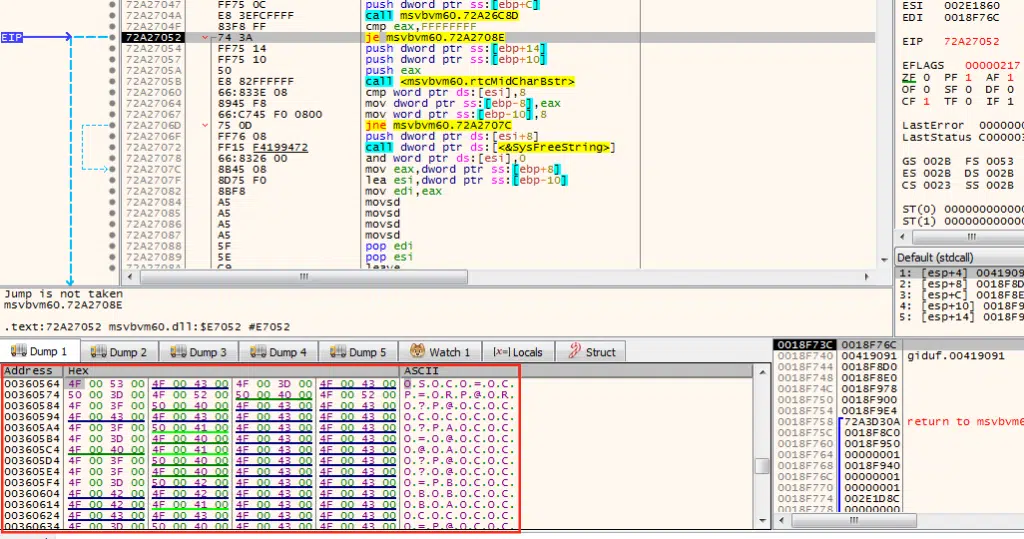 72A27047 FF75 0C push dword ptr ss:[ebp+C]
72A2704A E8 3EFCFFFF call msvbvm60.72A26C8D
72A2704F 83F8 FF cmp eax,FFFFFFFF
EIP 72A27052 74 3A je msvbvm60.72A2708E
72A27054 FF75 14 push dword ptr ss:[ebp+14]
72A27057 FF75 10 push dword ptr ss:[ebp+10]
72A2705A 50 push eax
72A2705B E8 82FFFFFF call <msvbvm60.rtcMidCharBstr>
72A27060 66:833E 08 cmp word ptr ds:[esi],8
72A27064 8945 F8 mov dword ptr ss:[ebp-8],eax
72A27067 66:C745 F0 0800 mov word ptr ss:[ebp-10],8
72A2706D 75 0D jne msvbvm60.72A2707C
72A2706F FF76 08 push dword ptr ds:[esi+8]
72A27072 FF15 F4199472 call dword ptr ds:[<&SysFreeString>]
72A27078 66:8326 00 and word ptr ds:[esi],0
72A2707C 8B45 08 mov eax,dword ptr ss:[ebp+8]
72A2707F 8D75 F0 lea esi,dword ptr ss:[ebp-10]
72A27082 8BF8 mov edi,eax
72A27084 A5 movsd
72A27085 A5 movsd
72A27086 A5 movsd
72A27087 A5 movsd
72A27088 5F pop edi
72A27089 5E pop esi
72A2708A C9 leave
ESI 002E1860
EDI 0018F76C
EIP 72A27052
EFLAGS 00000217
ZF 0 PF 1 AF 1
OF 0 SF 0 DF 0
CF 1 TF 0 IF 1
LastError 0000000
LastStatus C00000
GS 002B FS 0053
ES 002B DS 002B
CS 0023 SS 002B
ST(0) 00000000000
ST(1) 00000000000
Default (stdcall)
1: [esp+4] 0041909
2: [esp+8] 0018F8D
3: [esp+C] 0018F8E
4: [esp+10] 0018F9
5: [esp+14] 0018F9
Jump is not taken
msvbvm60.72A2708E
.text:72A27052 msvbvm60.dll:$E7052 #E7052
Dump 1 Dump 2 Dump 3 Dump 4 Dump 5 Watch 1 [x=] Locals Struct
Address Hex ASCII
00360564 4F 00 53 00 4F 00 43 00 4F 00 3D 00 4F 00 43 00 O.S.O.C.O.=.O.C.
00360574 50 00 3D 00 4F 00 52 00 50 00 40 00 4F 00 52 00 P.=.O.R.P.@.O.R.
00360584 4F 00 3F 00 50 00 40 00 4F 00 43 00 4F 00 43 00 O.?.P.@.O.C.O.C.
00360594 4F 00 43 00 4F 00 43 00 4F 00 43 00 4F 00 43 00 O.C.O.C.O.C.O.C.
003605A4 4F 00 3F 00 50 00 41 00 4F 00 43 00 4F 00 43 00 O.?.P.A.O.C.O.C.
003605B4 4F 00 3D 00 4F 00 40 00 4F 00 43 00 4F 00 43 00 O.=.O.@.O.C.O.C.
003605C4 4F 00 40 00 4F 00 41 00 4F 00 43 00 4F 00 43 00 O.@.O.A.O.C.O.C.
003605D4 4F 00 3F 00 50 00 40 00 4F 00 43 00 4F 00 43 00 O.?.P.@.O.C.O.C.
003605E4 4F 00 3F 00 4F 00 40 00 4F 00 43 00 4F 00 43 00 O.?.O.@.O.C.O.C.
003605F4 4F 00 3D 00 50 00 42 00 4F 00 43 00 4F 00 43 00 O.=.P.B.O.C.O.C.
00360604 4F 00 42 00 4F 00 42 00 4F 00 43 00 4F 00 43 00 O.B.O.B.O.C.O.C.
00360614 4F 00 42 00 4F 00 41 00 4F 00 43 00 4F 00 43 00 O.B.O.A.O.C.O.C.
00360624 4F 00 43 00 4F 00 43 00 4F 00 43 00 4F 00 43 00 O.C.O.C.O.C.O.C.
00360634 4F 00 3D 00 50 00 40 00 4F 00 43 00 4F 00 43 00 O.=.P.@.O.C.O.C.
0018F73C 0018F76C
0018F740 00419091 giduf.00419091
0018F744 0018F8D0
0018F748 0018F8E0
0018F74C 0018F978
0018F750 0018F900
0018F754 0018F9E4
0018F758 72A3D30A return to msvbvm6
0018F75C 0018F8C0
0018F760 0018F950
0018F764 00000001
0018F768 0018F940
0018F76C 00000001
0018F770 00000001
0018F774 002E1D8C
0018F778 00000000